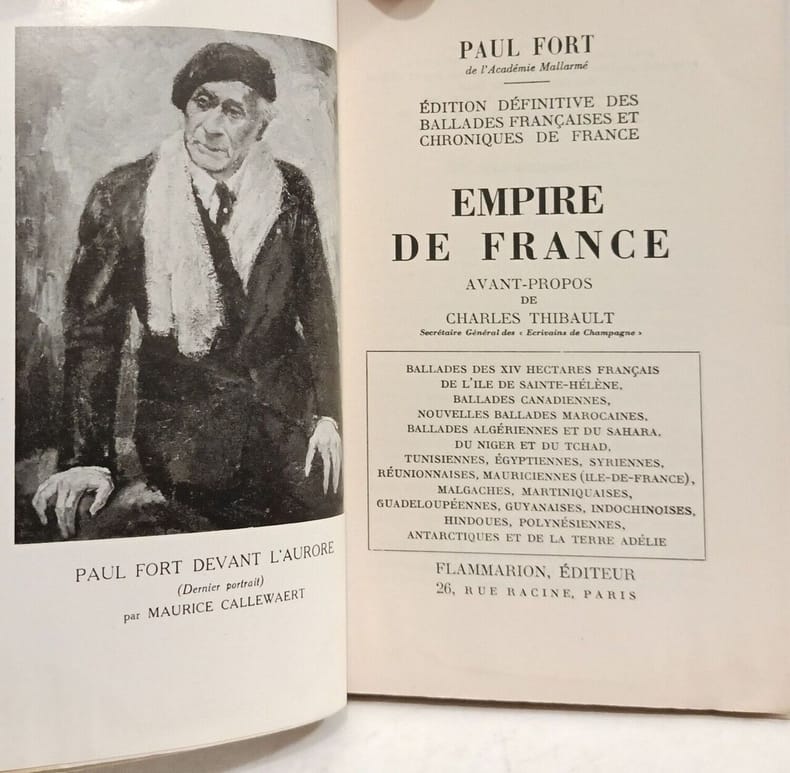 PAUL FORT DEVANT L'AURORE
(Dernier portrait)
par MAURICE CALLEWAERT
PAUL FORT
de l'Académie Mallarmé
ÉDITION DÉFINITIVE DES
BALLADES FRANÇAISES ET
CHRONIQUES DE FRANCE
EMPIRE
DE FRANCE
AVANT-PROPOS
DE
CHARLES THIBAULT
Secrétaire Général des « Ecrivains de Champagne »
BALLADES DES XIV HECTARES FRANÇAIS
DE L'ILE DE SAINTE-HÉLÈNE,
BALLADES CANADIENNES,
NOUVELLES BALLADES MAROCAINES,
BALLADES ALGÉRIENNES ET DU SAHARA,
DU NIGER ET DU TCHAD,
TUNISIENNES, ÉGYPTIENNES, SYRIENNES,
RÉUNIONNAISES, MAURICIENNES (ILE-DE-FRANCE),
MALGACHES, MARTINIQUAISES,
GUADELOUPÉENNES, GUYANAISES, INDOCHINOISES,
HINDOUES, POLYNÉSIENNES,
ANTARCTIQUES ET DE LA TERRE ADÉLIE
FLAMMARION, ÉDITEUR
26, RUE RACINE, PARIS